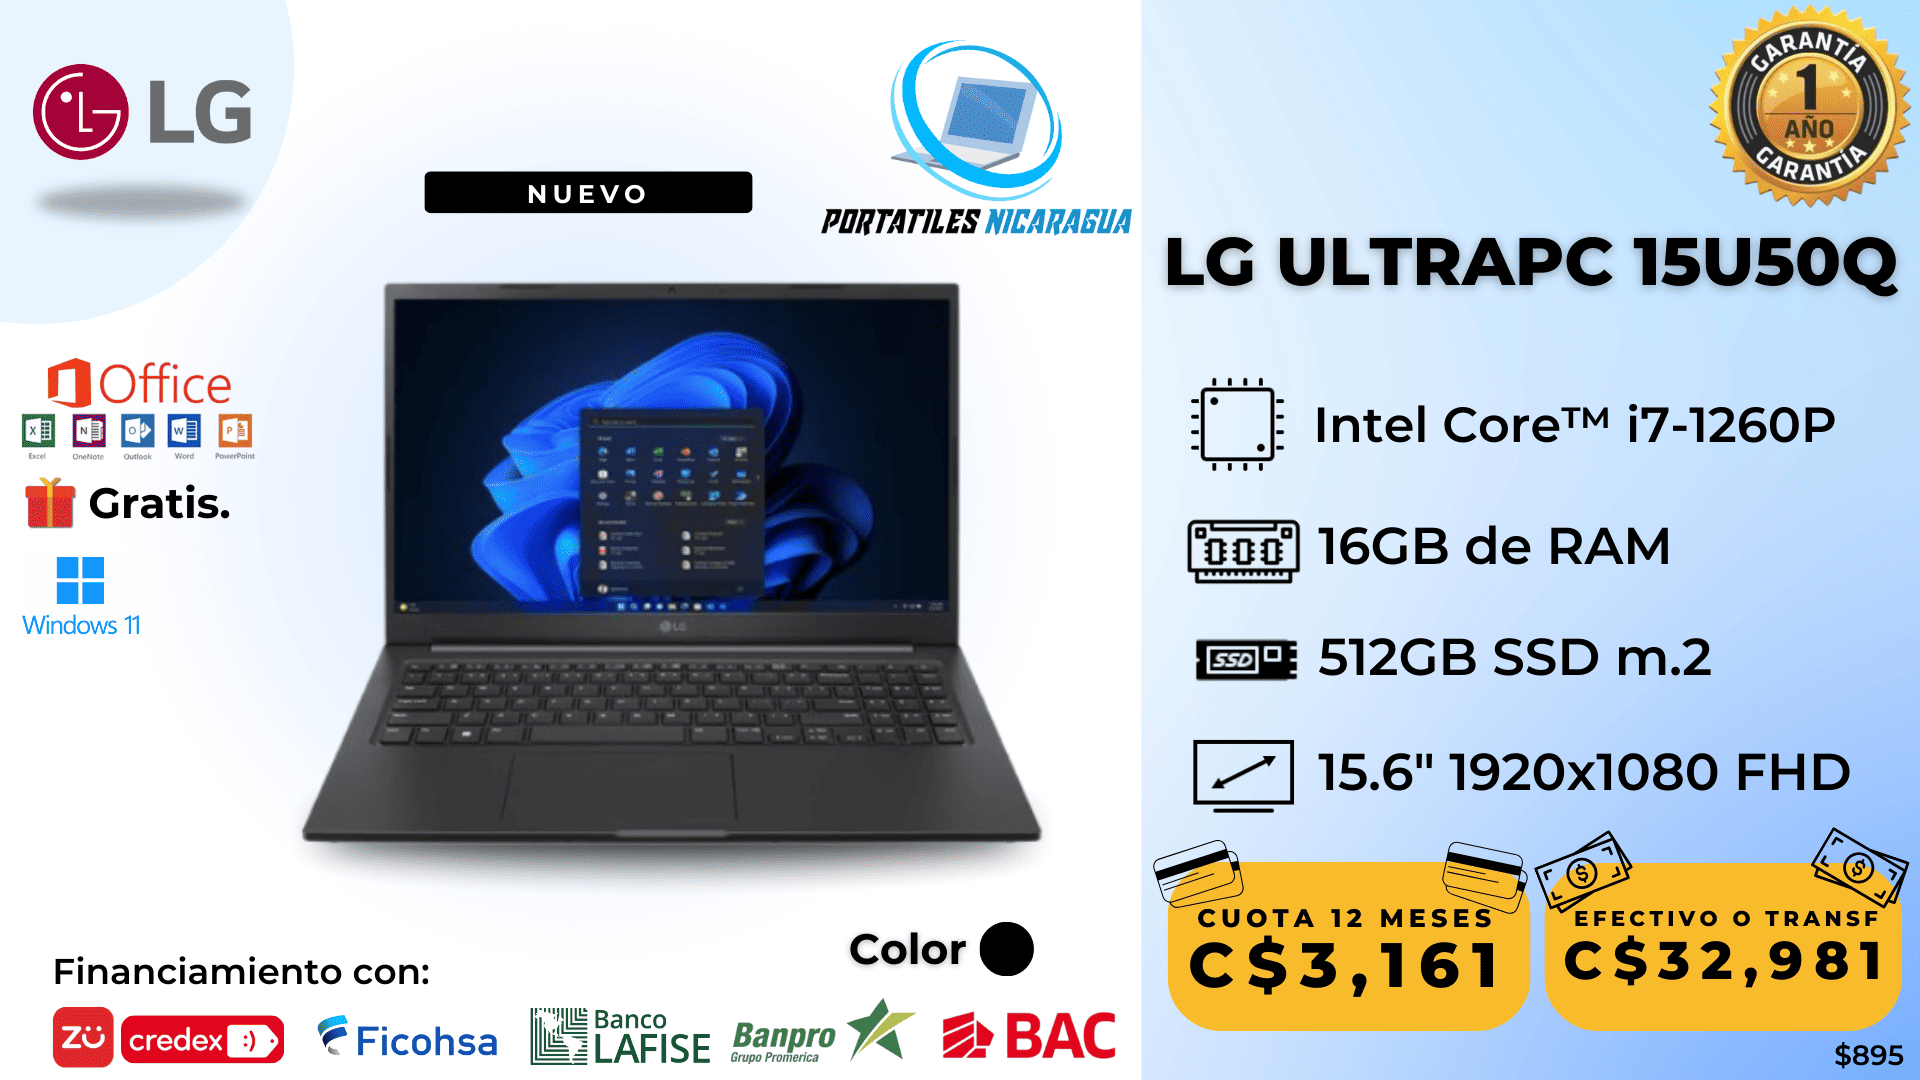 LG
NUEVO
PORTATILES NICARAGUA
GARANTÍA
1
AÑO
GARANTÍA
LG ULTRAPC 15U50Q
Office
Excel
OneNote
Outlook
Word
PowerPoint
Gratis.
Windows 11
LG
Intel Core™ i7-1260P
16GB de RAM
SSD
512GB SSD m.2
15.6" 1920x1080 FHD
Color
CUOTA 12 MESES
C$3,161
EFECTIVO O TRANSF
C$32,981
$895
Financiamiento con:
zü
credex
Ficohsa
Banco
LAFISE
Banpro
Grupo Promerica
BAC